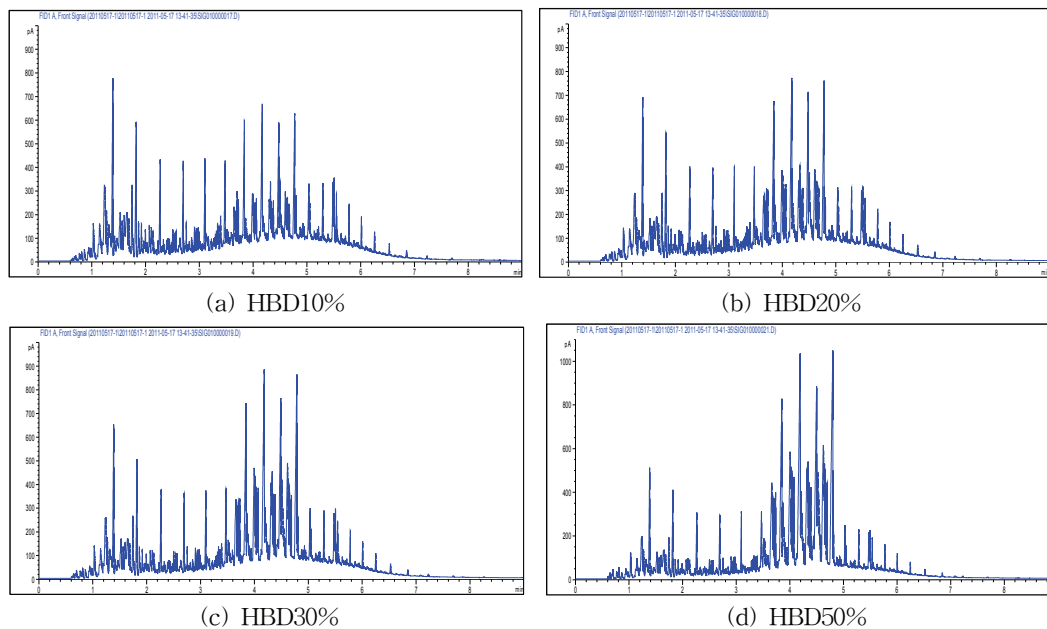 FID1 A, Front Signal (20110517-1\20110517-1 2011-05-17 13-41-35\SIG010000017.D)
pA
900
800
700
600
500
400
300
200
100
0
0 1 2 3 4 5 6 7 8 min
(a) HBD10%
FID1 A, Front Signal (20110517-1\20110517-1 2011-05-17 13-41-35\SIG010000018.D)
pA
900
800
700
600
500
400
300
200
100
0
0 1 2 3 4 5 6 7 8
(b) HBD20%
FID1 A, Front Signal (20110517-1\20110517-1 2011-05-17 13-41-35\SIG010000019.D)
pA
900
800
700
600
500
400
300
200
100
0
0 1 2 3 4 5 6 7 8 min
(c) HBD30%
FID1 A, Front Signal (20110517-1\20110517-1 2011-05-17 13-41-35\SIG010000021.D)
pA
1000
800
600
400
200
0
0 1 2 3 4 5 6 7 8
(d) HBD50%